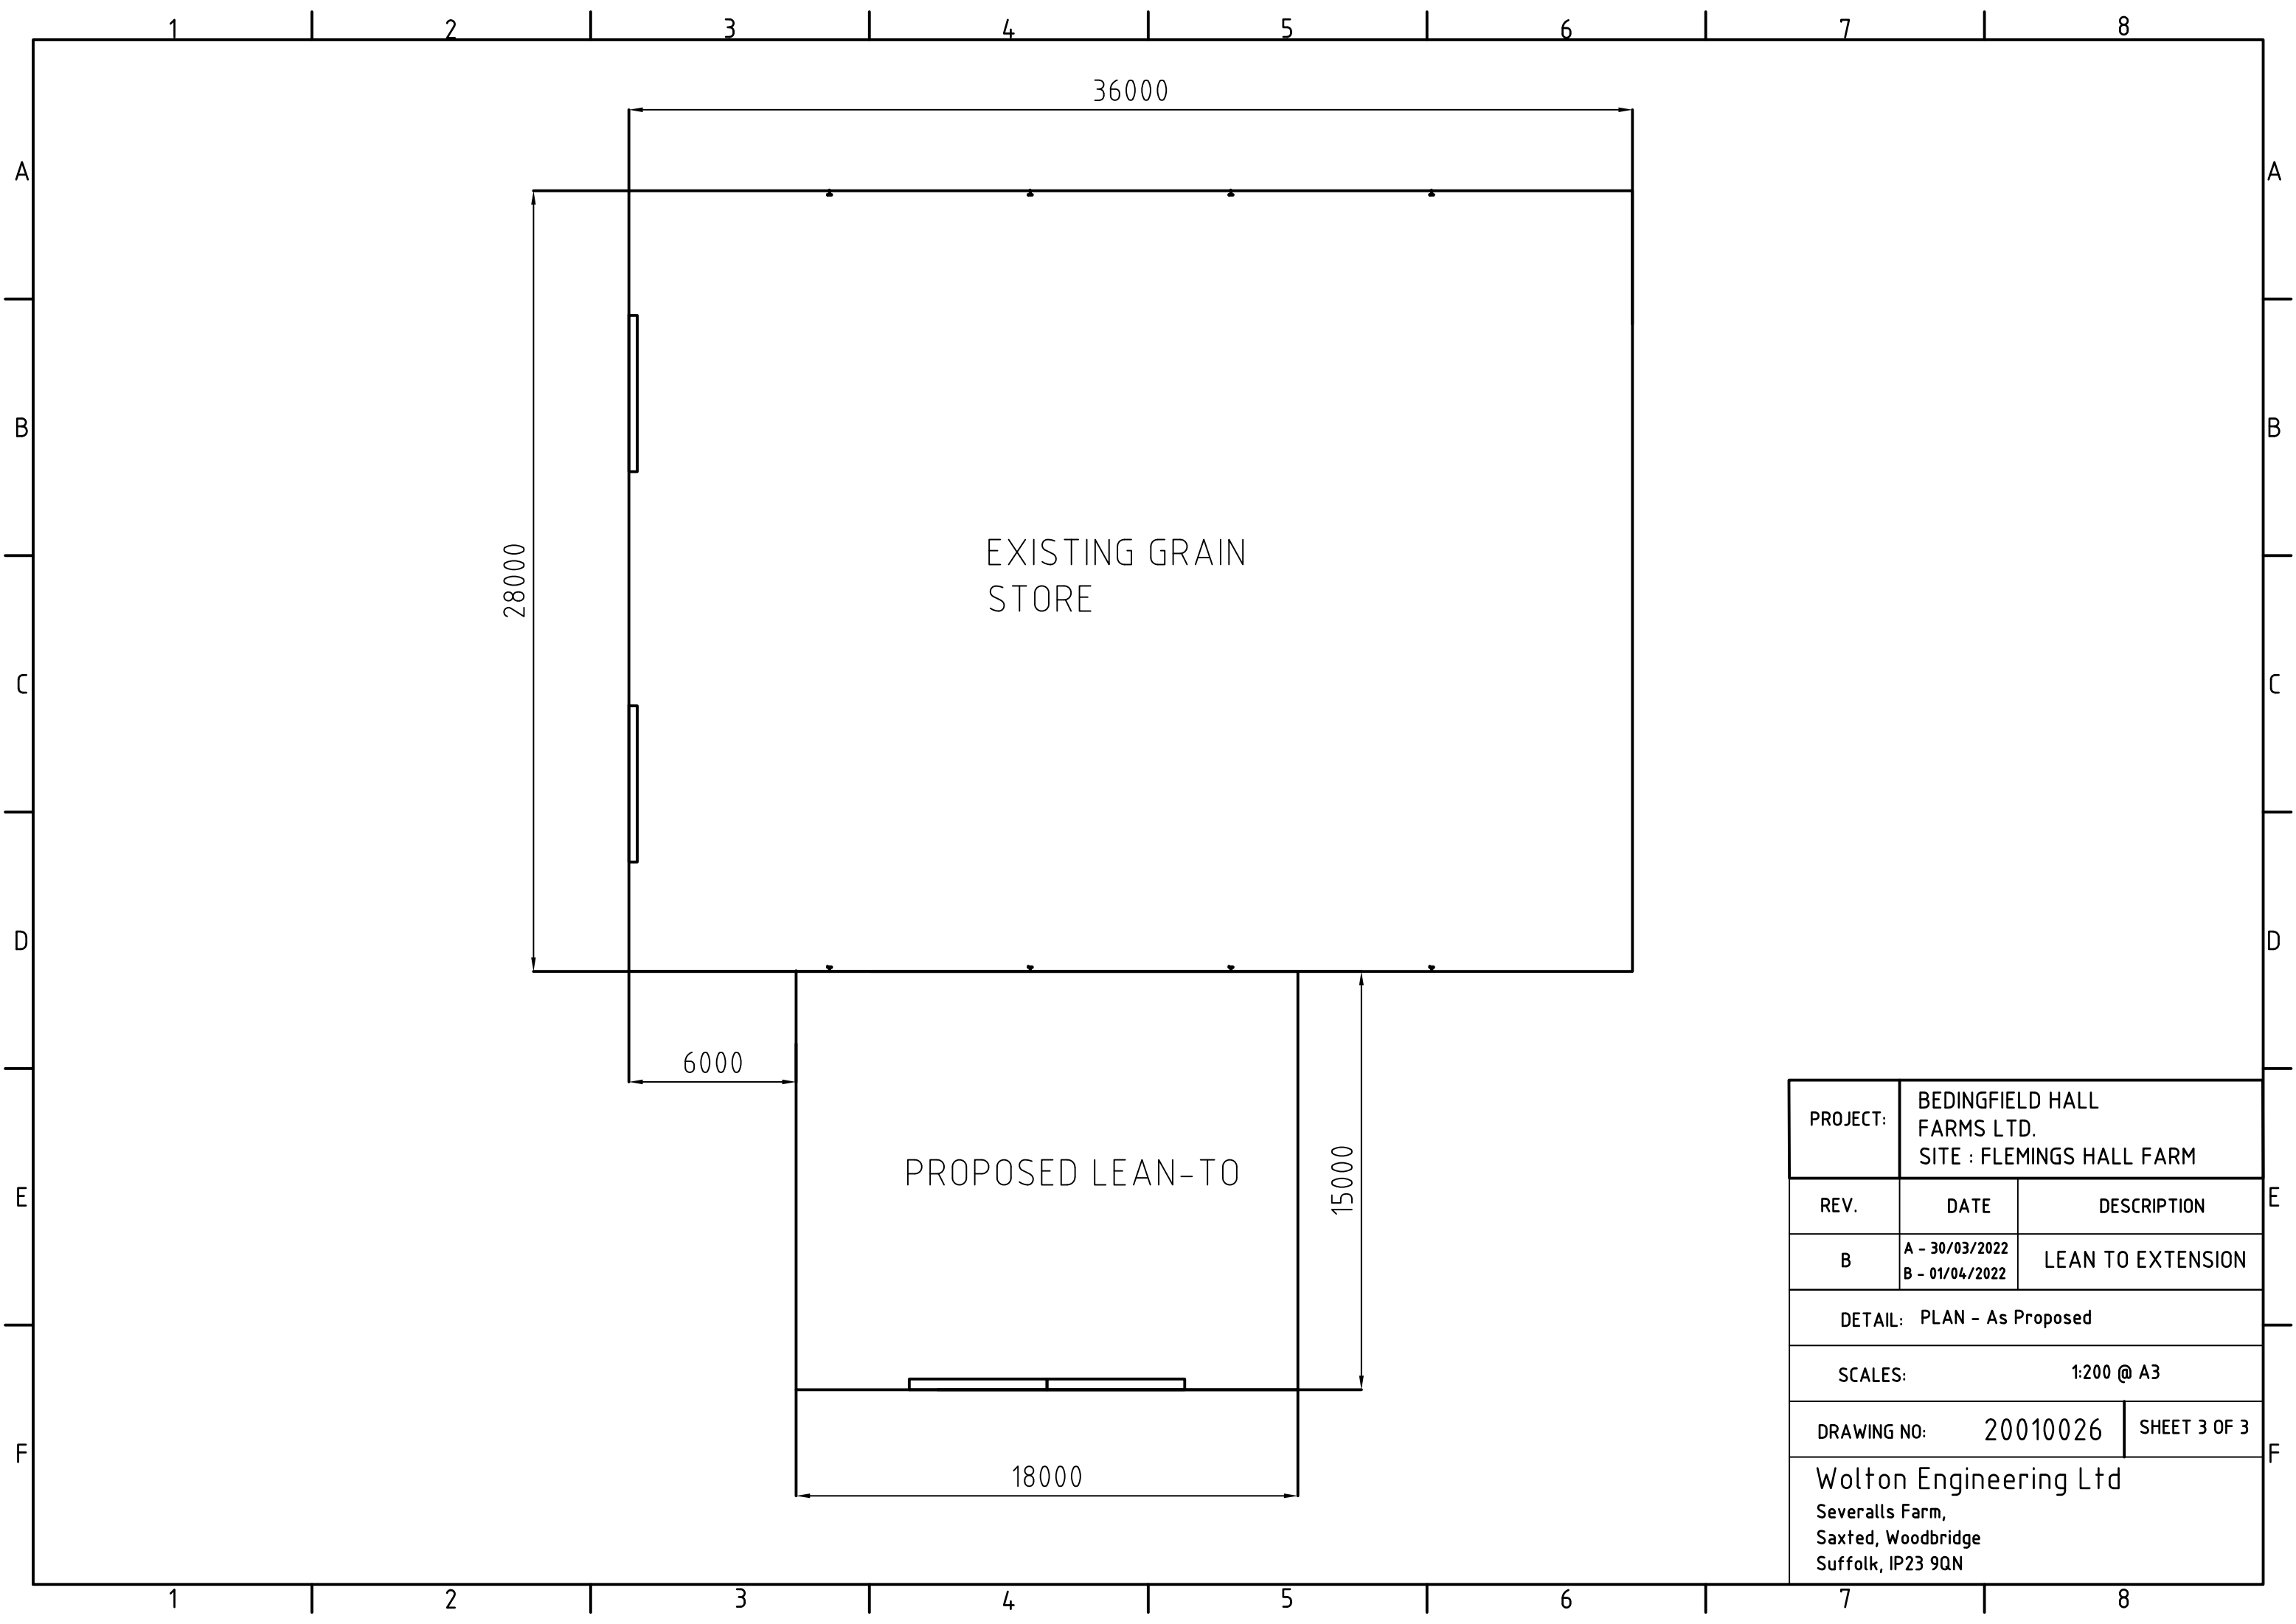 1 2 3 4 5 6 7 8
36000
A A
B B
28000
EXISTING GRAIN
STORE
C C
D D
6000
PROPOSED LEAN-TO
15000
E E
18000
F F
PROJECT:
BEDINGFIELD HALL
FARMS LTD.
SITE : FLEMINGS HALL FARM
REV. DATE DESCRIPTION
B
A - 30/03/2022
B - 01/04/2022
LEAN TO EXTENSION
DETAIL: PLAN - As Proposed
SCALES: 1:200 @ A3
DRAWING NO: 20010026 SHEET 3 OF 3
Wolton Engineering Ltd
Severalls Farm,
Saxted, Woodbridge
Suffolk, IP23 9QN
1 2 3 4 5 6 7 8